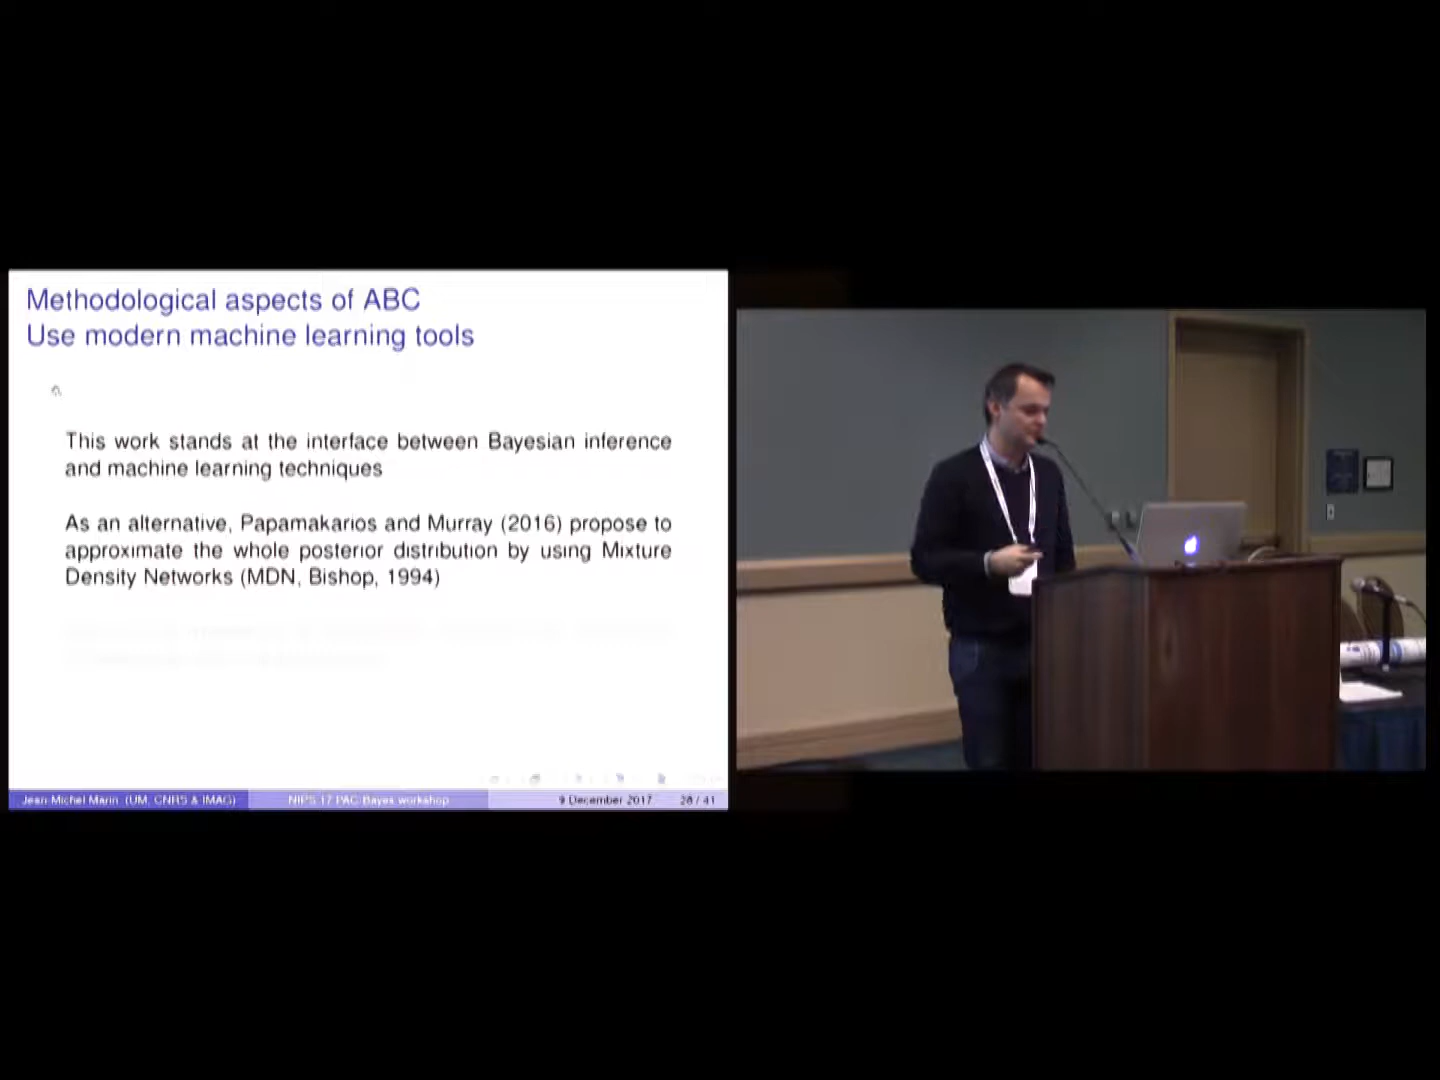 Methodological aspects of ABC
Use modern machine learning tools
This work stands at the interface between Bayesian inference
and machine learning techniques
As an alternative, Papamakarios and Murray (2016) propose to
approximate the whole posterior distribution by using Mixture
Density Networks (MDN, Bishop, 1994)
Jean-Michel Marin (UM, CNRS & IMAG)
NIPS 17 PAC-Bayes workshop
9 December 2017
28 / 41